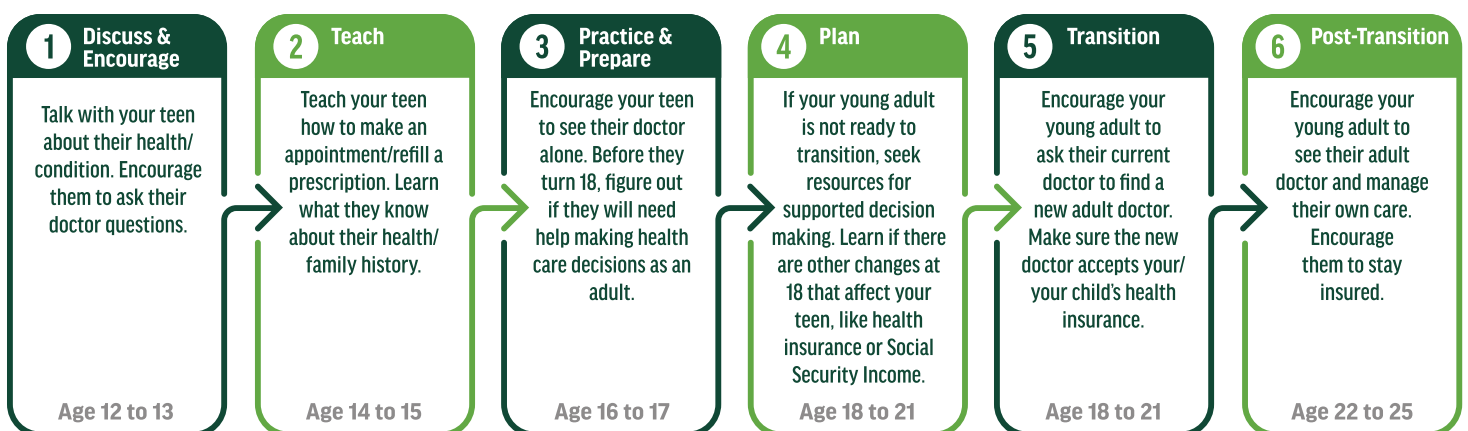 1
Discuss &
Encourage
Talk with your teen
about their health/
condition. Encourage
them to ask their
doctor questions.
Age 12 to 13
2
Teach
Teach your teen
how to make an
appointment/refill a
prescription. Learn
what they know
about their health/
family history.
Age 14 to 15
3
Practice &
Prepare
Encourage your teen
to see their doctor
alone. Before they
turn 18, figure out
if they will need
help making health
care decisions as an
adult.
Age 16 to 17
4
Plan
If your young adult
is not ready to
transition, seek
resources for
supported decision
making. Learn if there
are other changes at
18 that affect your
teen, like health
insurance or Social
Security Income.
Age 18 to 21
5
Transition
Encourage your
young adult to
ask their current
doctor to find a
new adult doctor.
Make sure the new
doctor accepts your/
your child's health
insurance.
Age 18 to 21
6
Post-Transition
Encourage your
young adult to
see their adult
doctor and manage
their own care.
Encourage
them to stay
insured.
Age 22 to 25